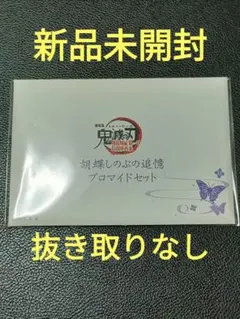 新品未開封
鬼滅の刃
胡蝶しのぶの追憶
ブロマイドセット
抜き取りなし